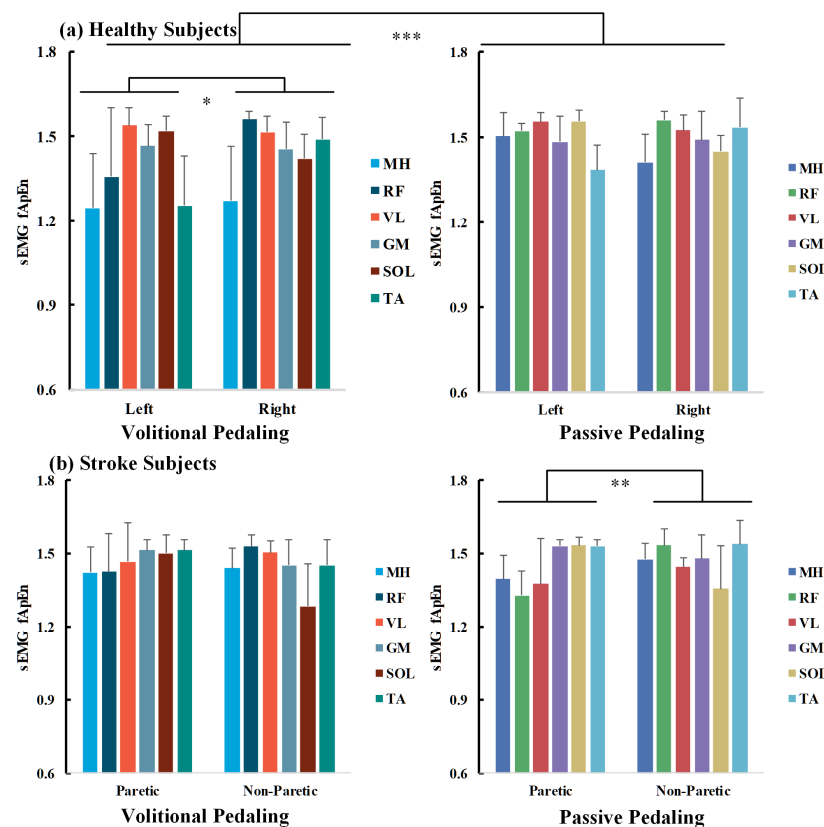 (a) Healthy Subjects
***
1.8
1.5
1.2
0.9
0.6
sEMG fApEn
*
MH
RF
VL
GM
SOL
TA
Left
Right
Volitional Pedaling
1.8
1.5
1.2
0.9
0.6
sEMG fApEn
MH
RF
VL
GM
SOL
TA
Left
Right
Passive Pedaling
(b) Stroke Subjects
1.8
1.5
1.2
0.9
0.6
sEMG fApEn
MH
RF
VL
GM
SOL
TA
Paretic
Non-Paretic
Volitional Pedaling
**
1.8
1.5
1.2
0.9
0.6
sEMG fApEn
MH
RF
VL
GM
SOL
TA
Paretic
Non-Paretic
Passive Pedaling